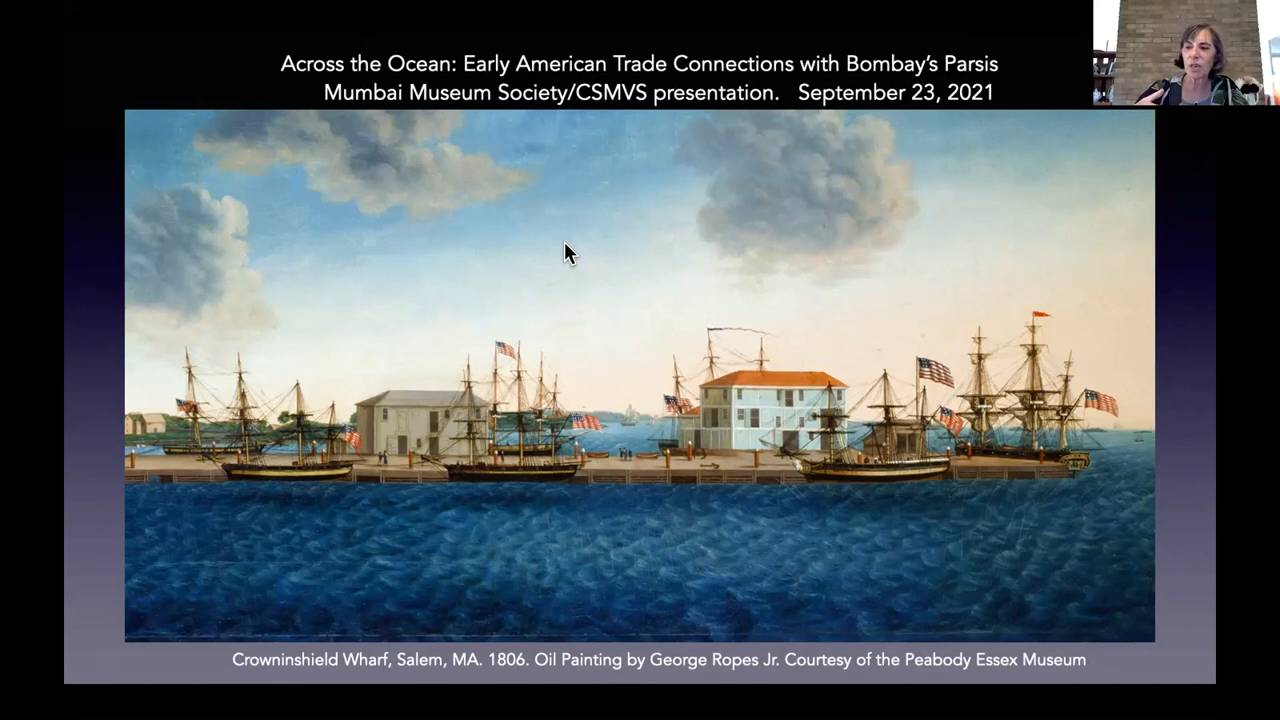 Across the Ocean: Early American Trade Connections with Bombay's Parsis
Mumbai Museum Society/CSMVS presentation. September 23, 2021
Crowninshield Wharf, Salem, MA. 1806. Oil Painting by George Ropes Jr. Courtesy of the Peabody Essex Museum